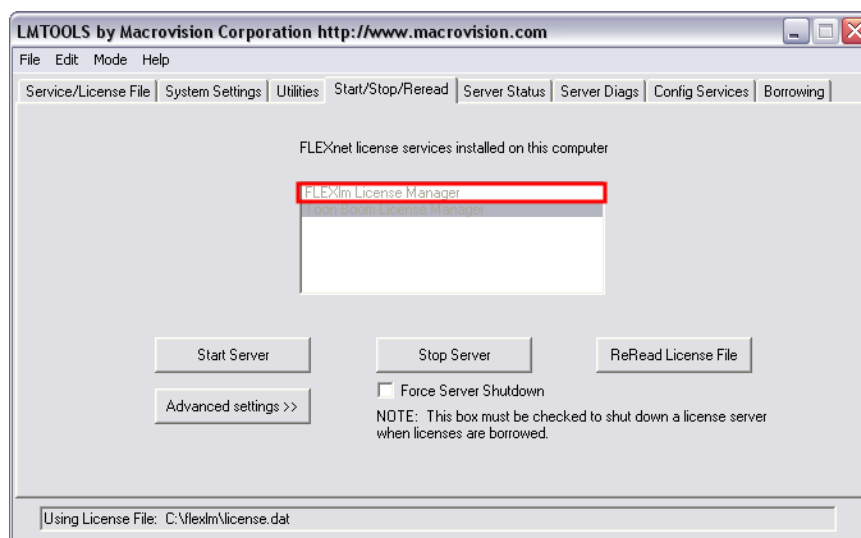 LMTOOLS by Macrovision Corporation http://www.macrovision.com
File Edit Mode Help
Service/License File System Settings Utilities Start/Stop/Reread Server Status Server Diags Config Services Borrowing
FLEXnet license services installed on this computer
FLEXlm License Manager
Toon Boom License Manager
Start Server Stop Server ReRead License File
Force Server Shutdown
Advanced settings >>
NOTE: This box must be checked to shut down a license server
when licenses are borrowed.
Using License File: C:\flexlm\license.dat